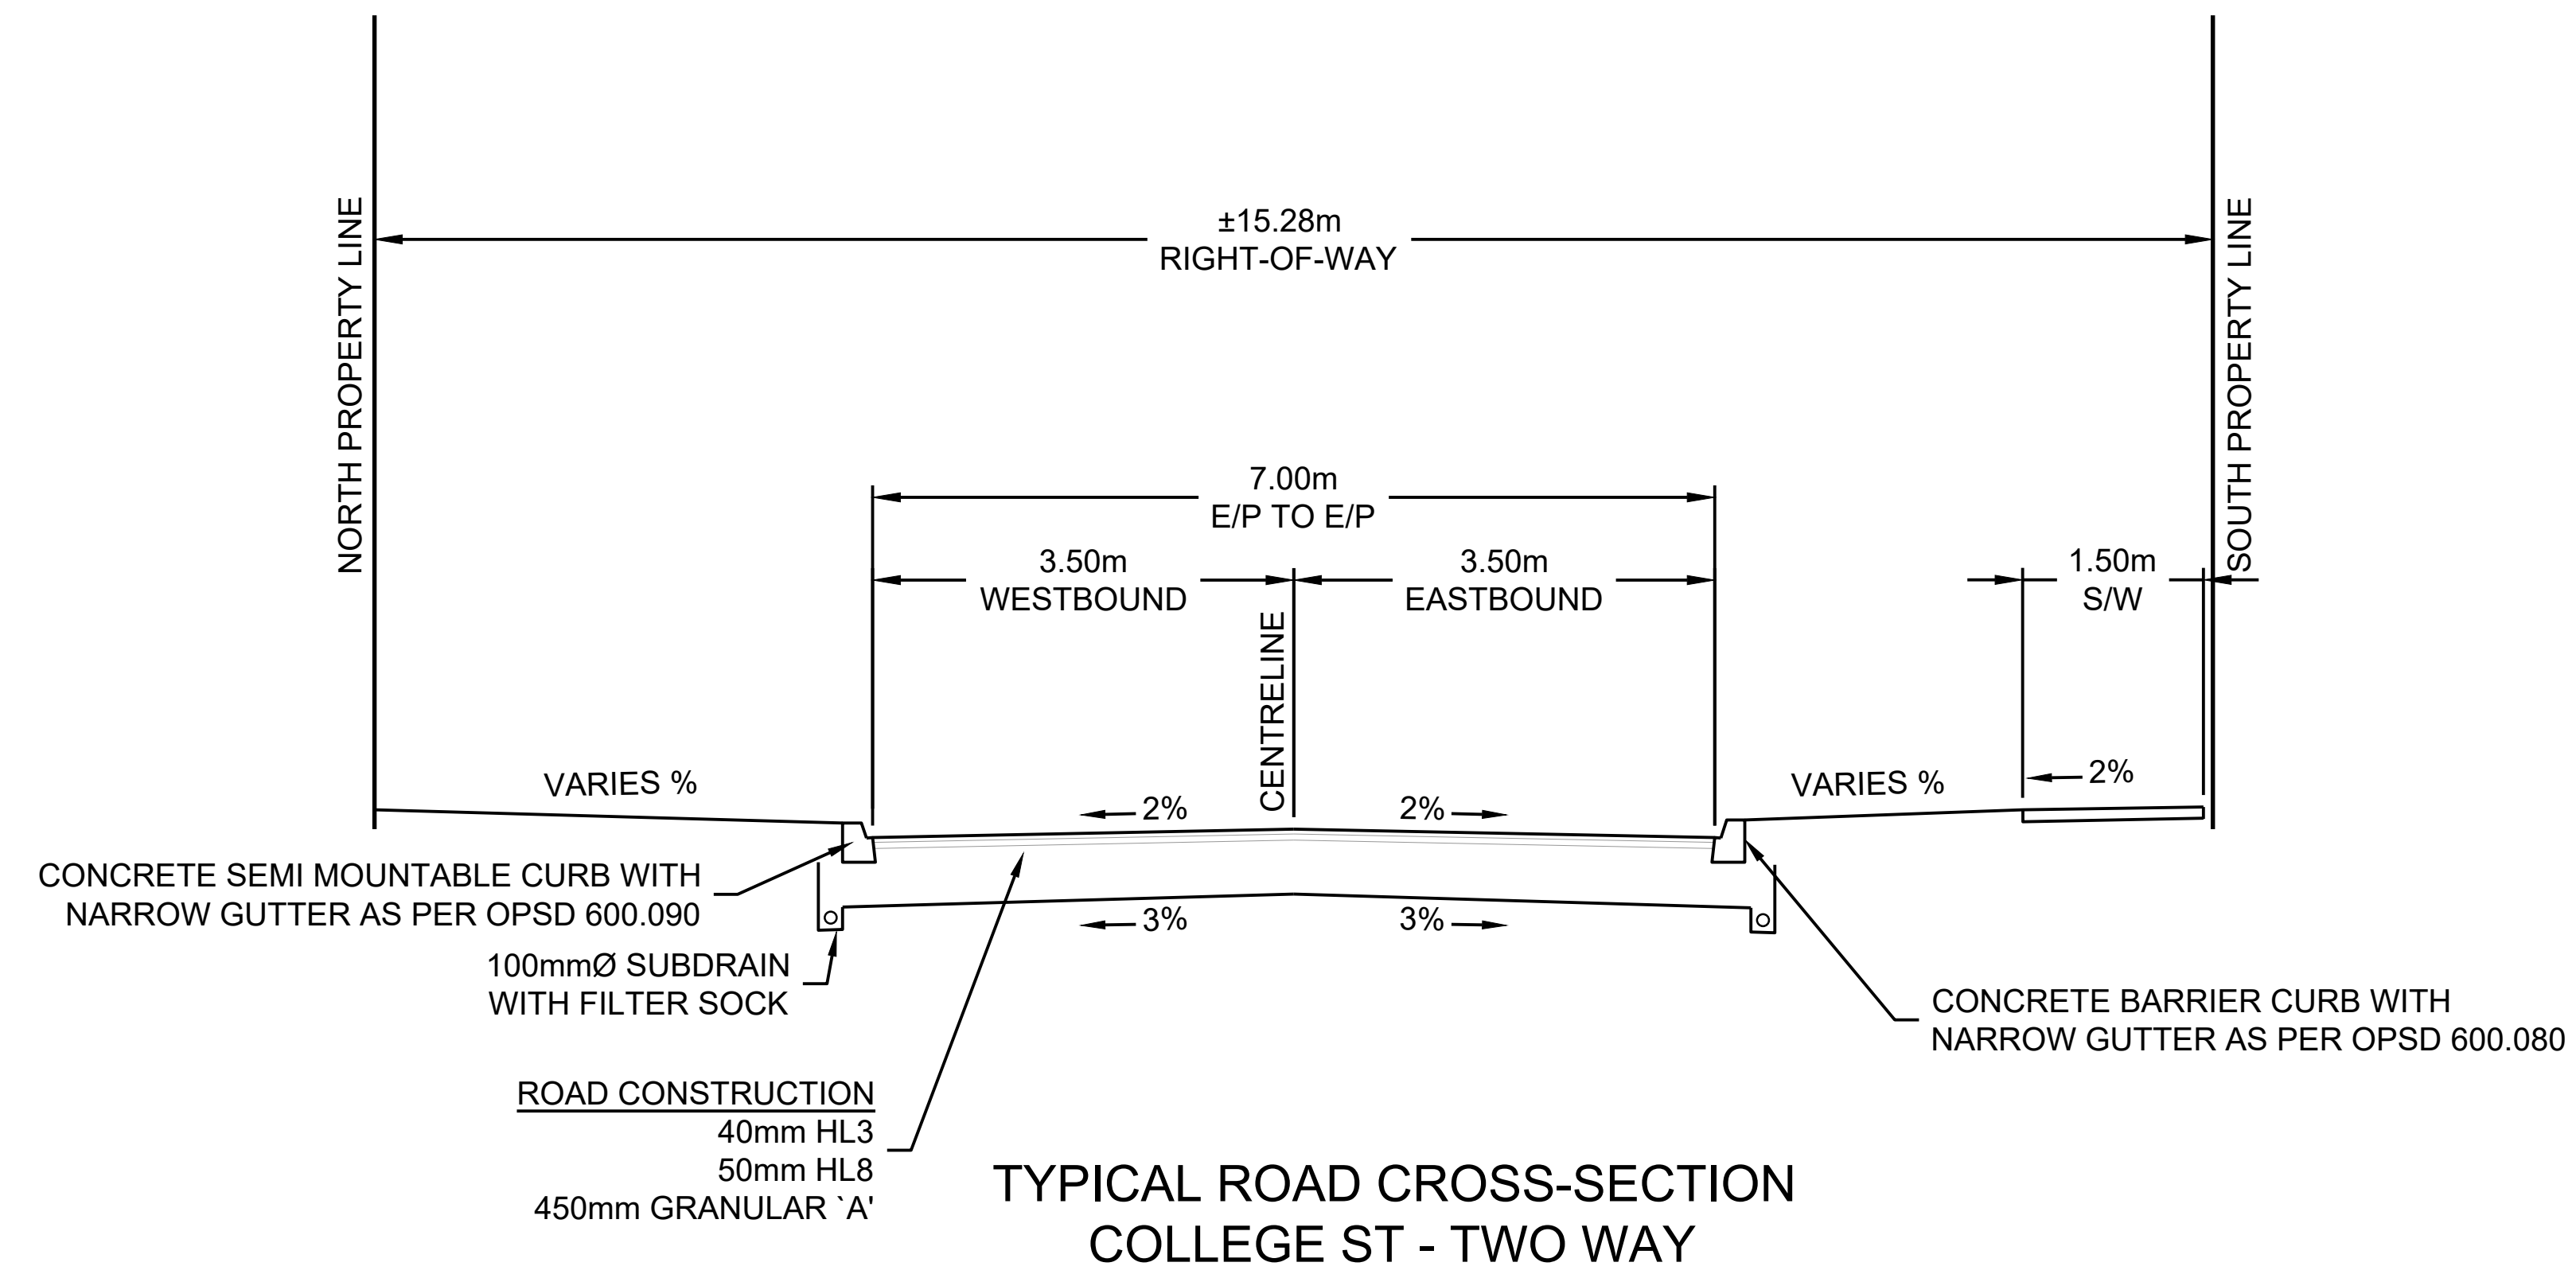 ±15.28m
RIGHT-OF-WAY
NORTH PROPERTY LINE
SOUTH PROPERTY LINE
7.00m
E/P TO E/P
3.50m
WESTBOUND
3.50m
EASTBOUND
1.50m
S/W
CENTRELINE
VARIES %
2%
2%
VARIES %
2%
CONCRETE SEMI MOUNTABLE CURB WITH
NARROW GUTTER AS PER OPSD 600.090
3%
3%
100mmØ SUBDRAIN
WITH FILTER SOCK
CONCRETE BARRIER CURB WITH
NARROW GUTTER AS PER OPSD 600.080
ROAD CONSTRUCTION
40mm HL3
50mm HL8
450mm GRANULAR `A'
TYPICAL ROAD CROSS-SECTION
COLLEGE ST - TWO WAY